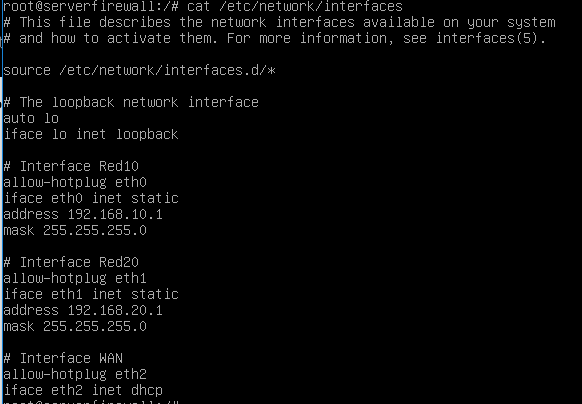 root@serverfirewall:/# cat /etc/network/interfaces
# This file describes the network interfaces available on your system
# and how to activate them. For more information, see interfaces(5).
source /etc/network/interfaces.d/*
# The loopback network interface
auto lo
iface lo inet loopback
# Interface Red10
allow-hotplug eth0
iface eth0 inet static
address 192.168.10.1
mask 255.255.255.0
# Interface Red20
allow-hotplug eth1
iface eth1 inet static
address 192.168.20.1
mask 255.255.255.0
# Interface WAN
allow-hotplug eth2
iface eth2 inet dhcp
root@serverfirewall:/#